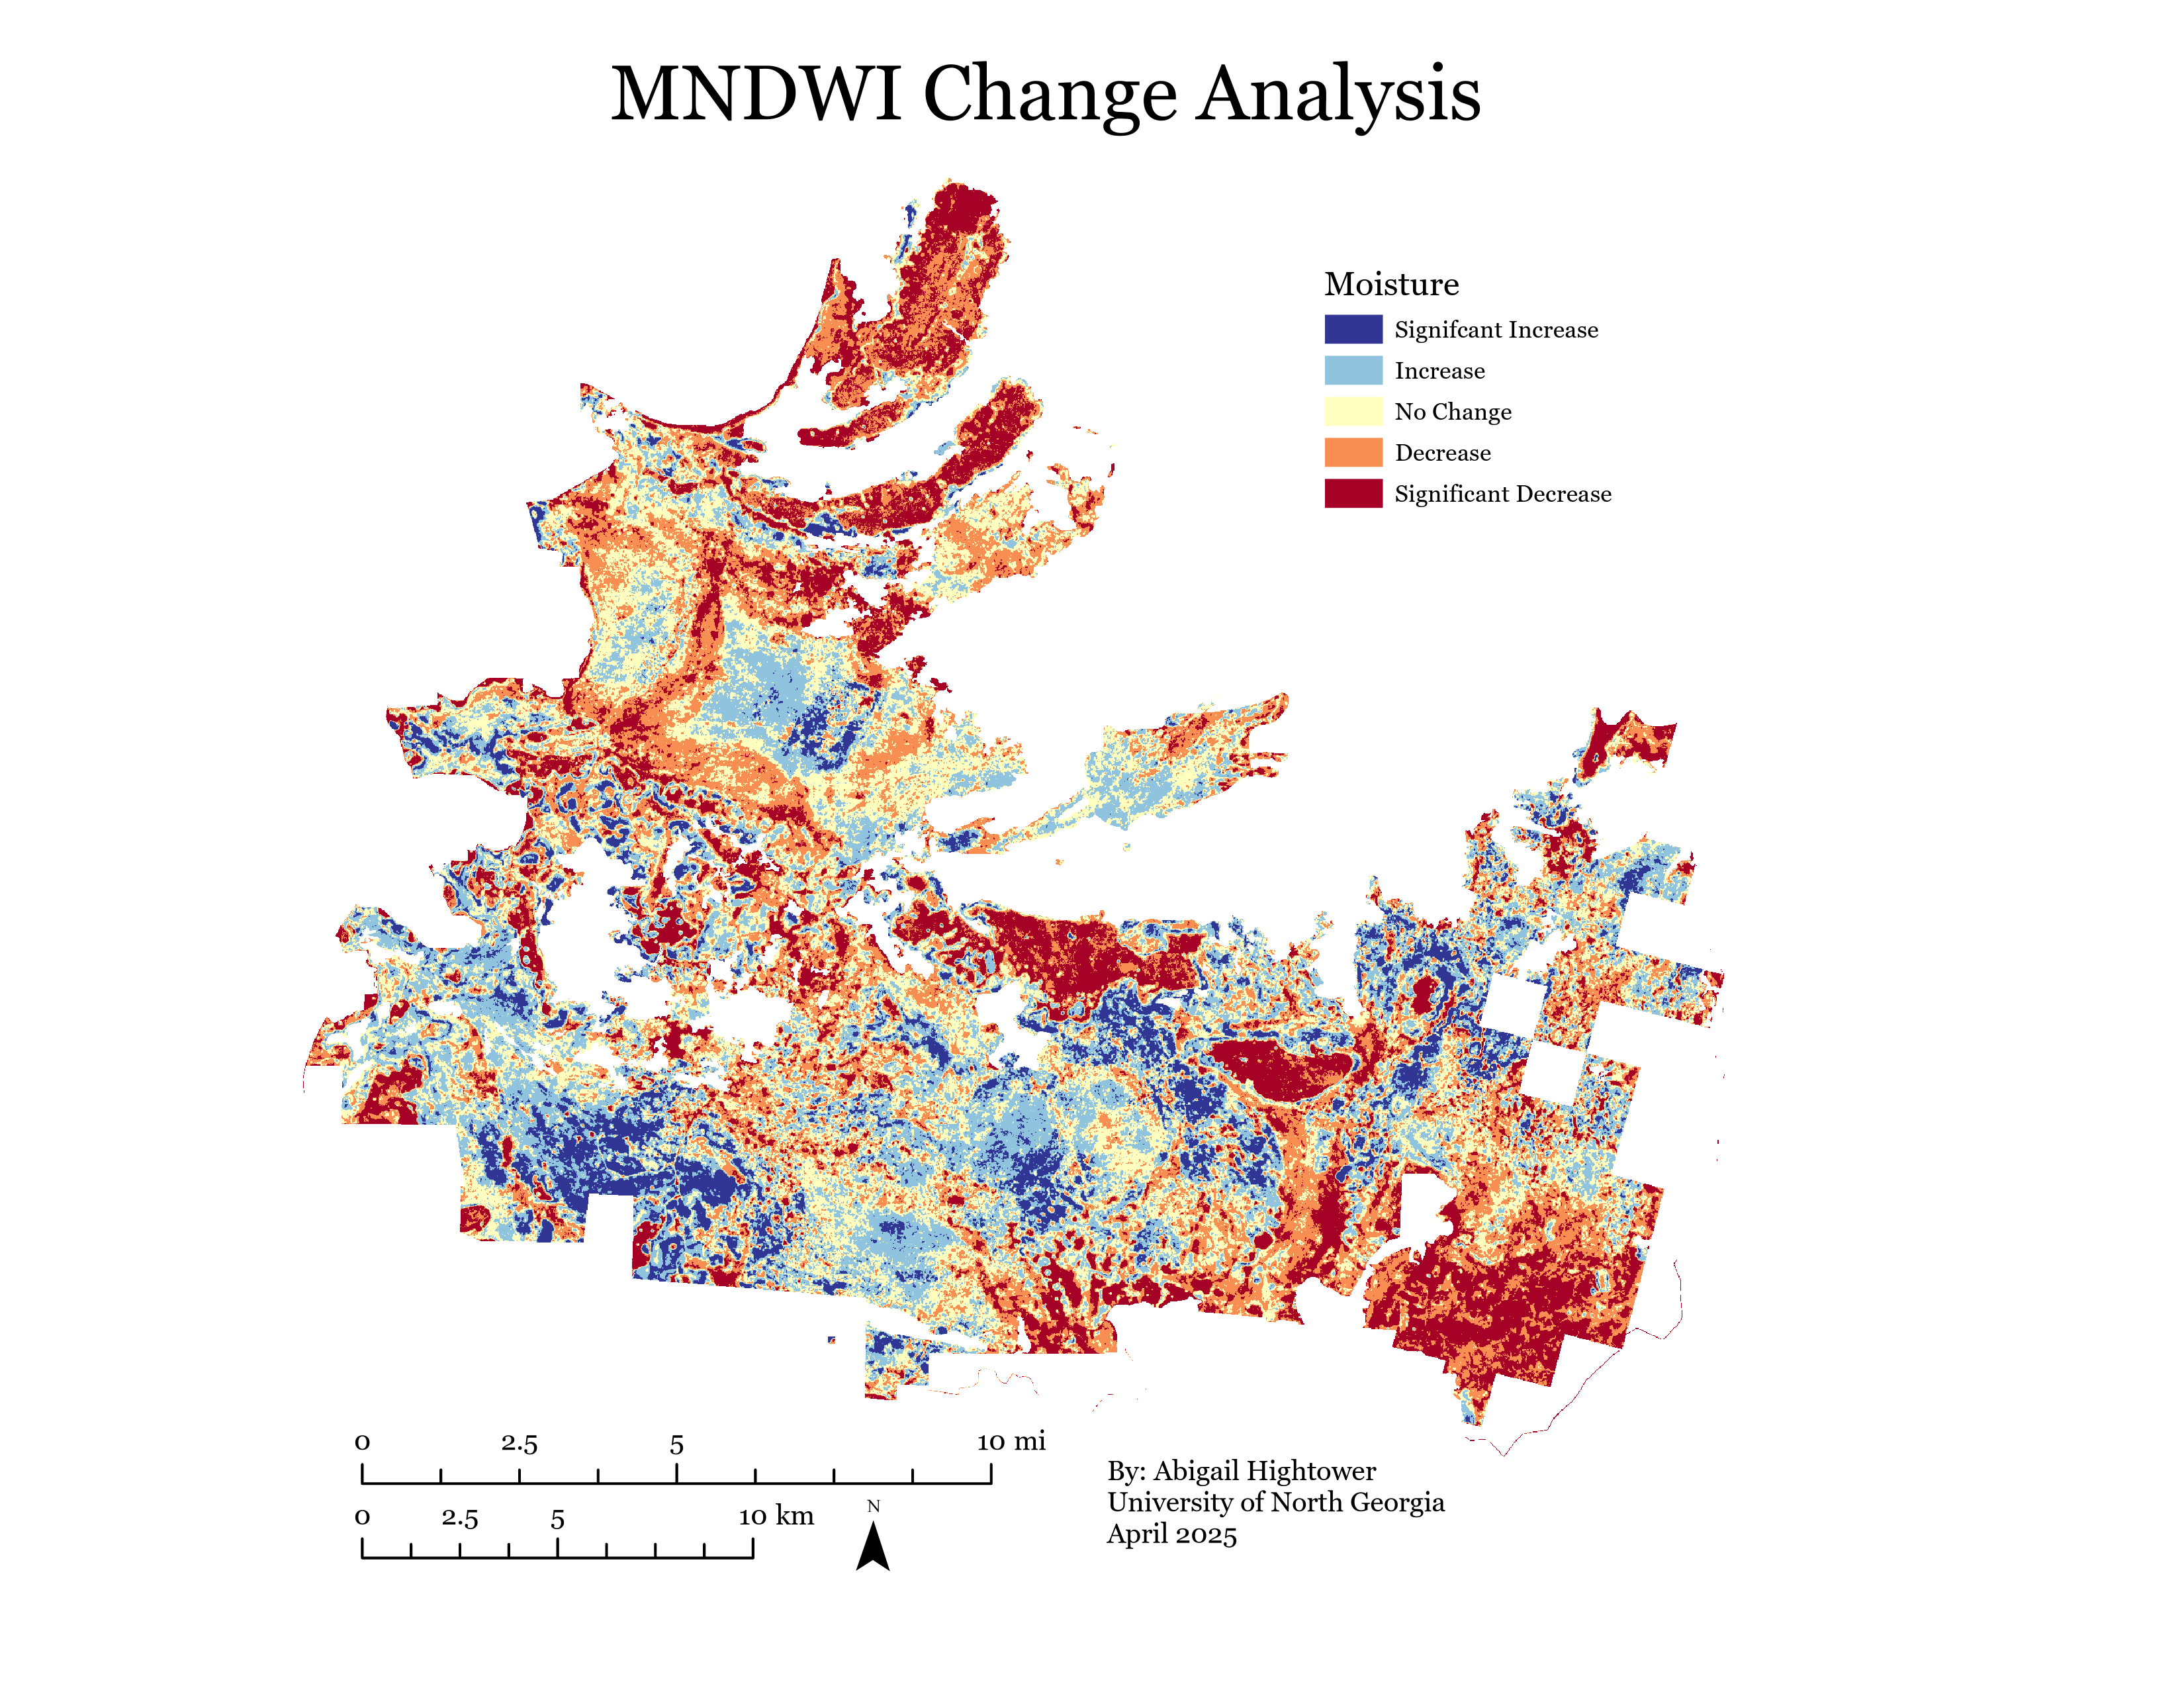 MNDWI Change Analysis
Moisture
Signifcant Increase
Increase
No Change
Decrease
Significant Decrease
0 2.5 5 10 mi
0 2.5 5 10 km
N
By: Abigail Hightower
University of North Georgia
April 2025